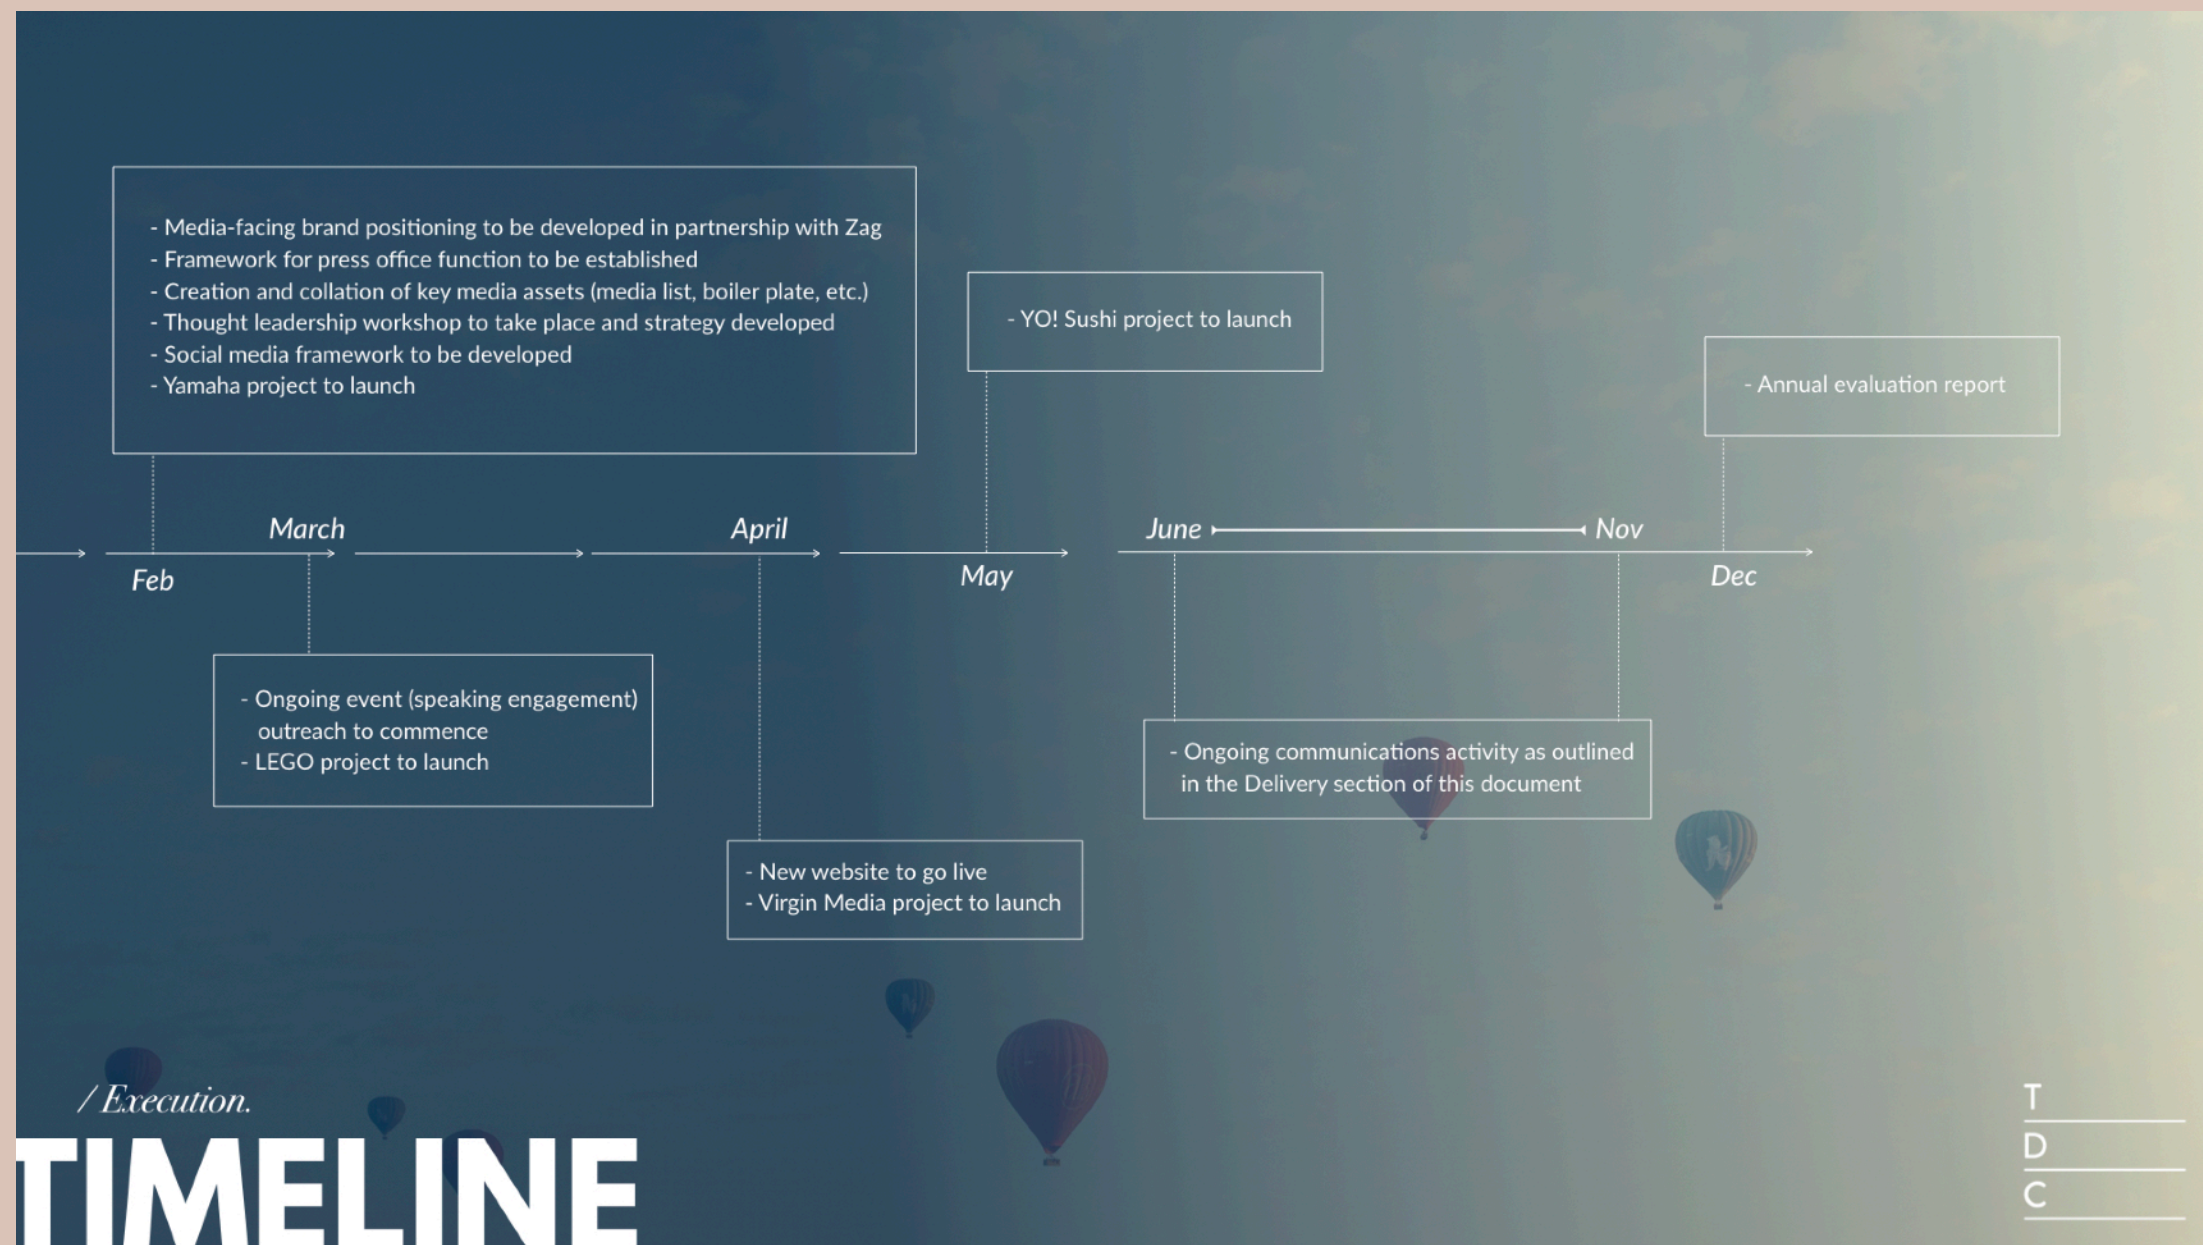 - Media-facing brand positioning to be developed in partnership with Zag
- Framework for press office function to be established
- Creation and collation of key media assets (media list, boiler plate, etc.)
- Thought leadership workshop to take place and strategy developed
- Social media framework to be developed
- Yamaha project to launch
- YO! Sushi project to launch
- Annual evaluation report
March
April
June
Nov
Feb
May
Dec
- Ongoing event (speaking engagement)
outreach to commence
- LEGO project to launch
- Ongoing communications activity as outlined
in the Delivery section of this document
- New website to go live
- Virgin Media project to launch
/ Execution.
TIMELINE
T
D
C